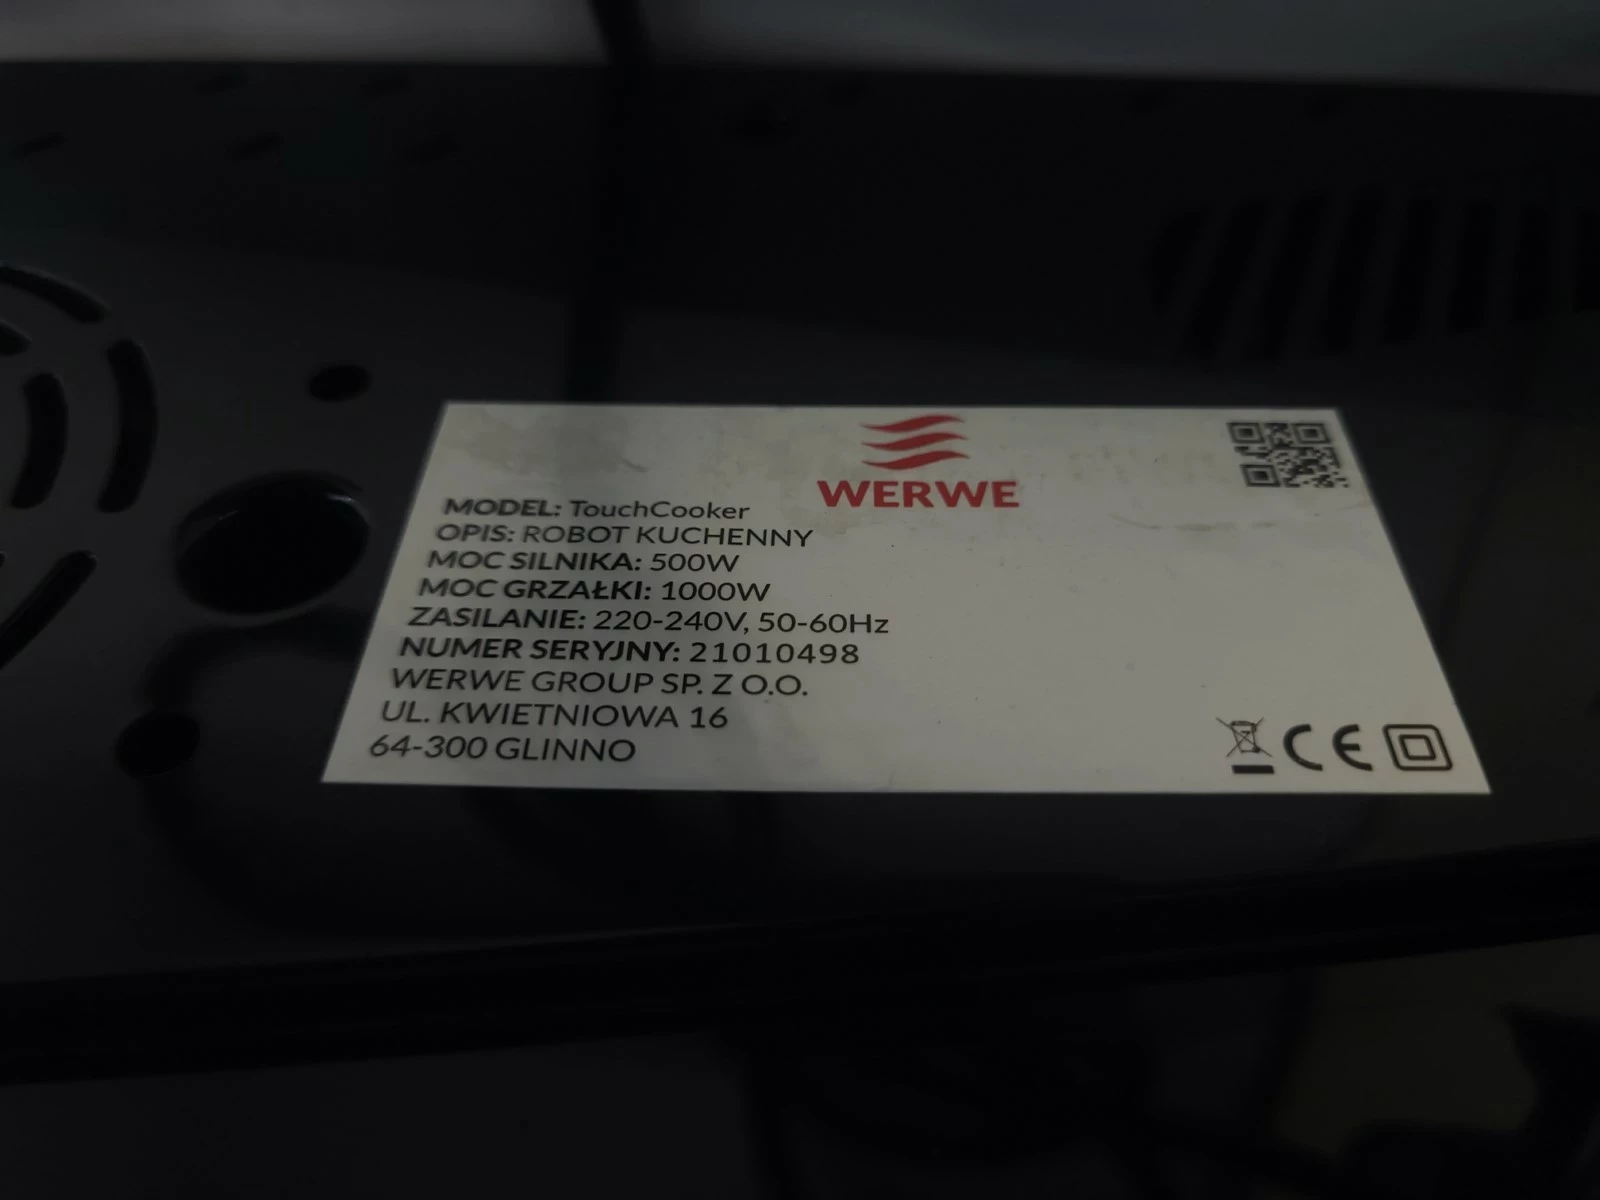 WERWE
MODEL: TouchCooker
OPIS: ROBOT KUCHENNY
MOC SILNIKA: 500W
MOC GRZAŁKI: 1000W
ZASILANIE: 220-240V, 50-60Hz
NUMER SERYJNY: 21010498
WERWE GROUP SP. Z O.O.
UL. KWIETNIOWA 16
64-300 GLINNO
CE